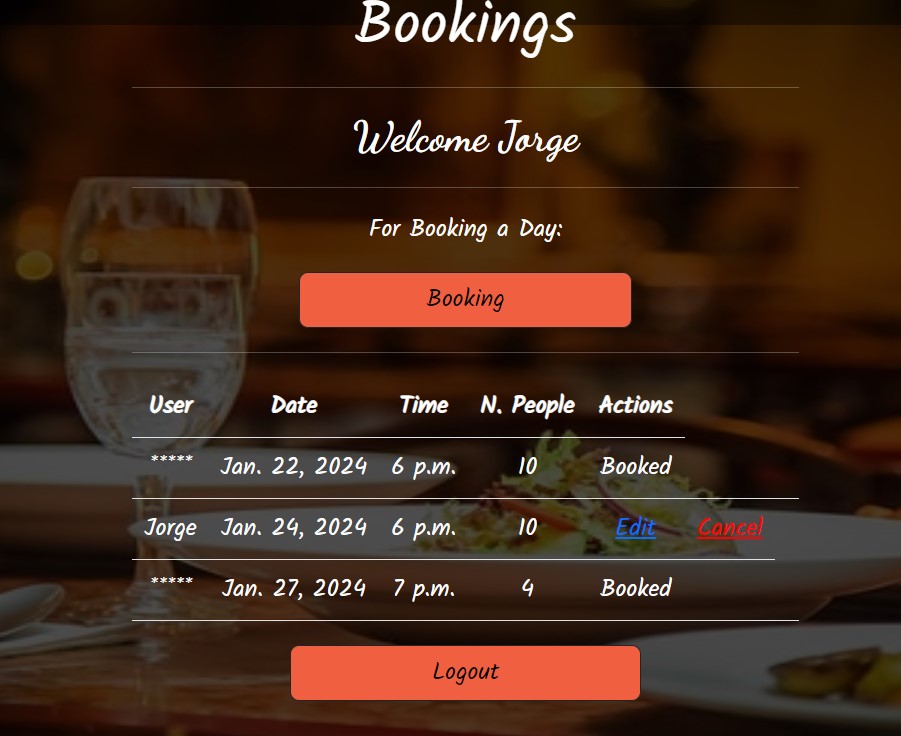 Bookings
Welcome Jorge
For Booking a Day:
Booking
User Date Time N. People Actions
***** Jan. 22, 2024 6 p.m. 10 Booked
Jorge Jan. 24, 2024 6 p.m. 10 Edit Cancel
***** Jan. 27, 2024 7 p.m. 4 Booked
Logout